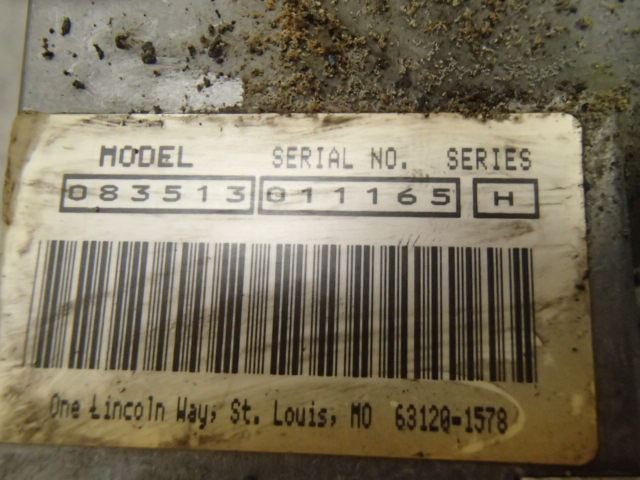 MODEL SERIAL NO. SERIES
083513 011165 H
One Lincoln Way, St. Louis, MO 63120-1578